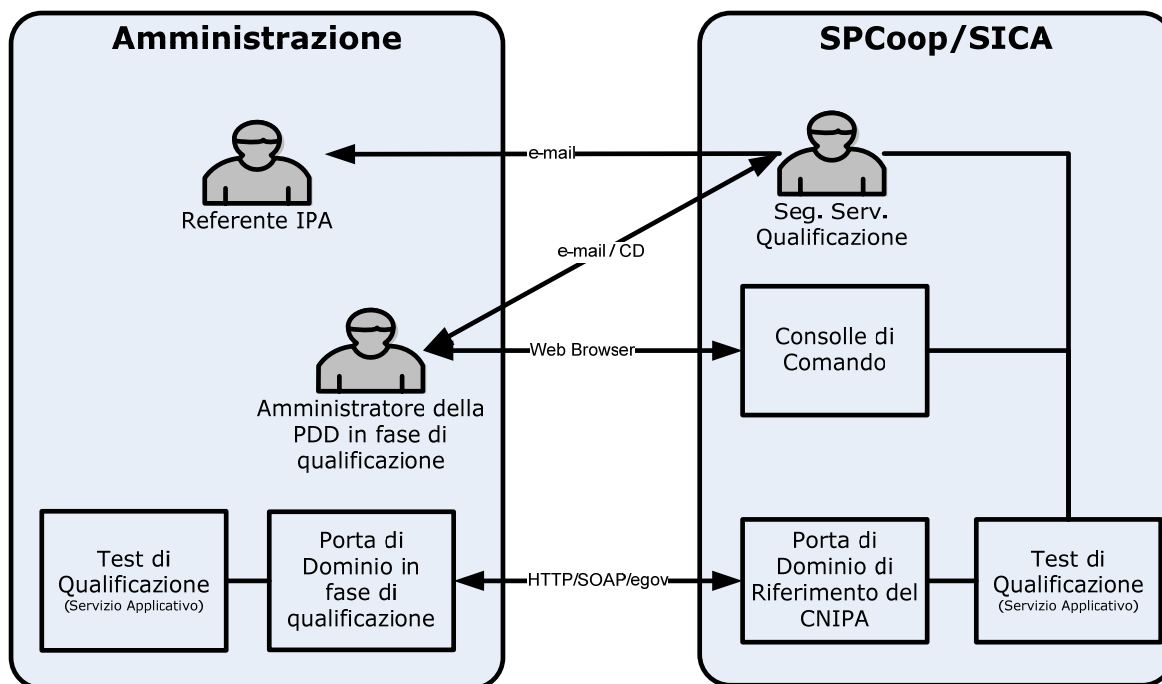 Amministrazione
SPCoop/SICA
e-mail
Referente IPA
Seg. Serv.
Qualificazione
e-mail / CD
Web Browser
Consolle di
Comando
Amministratore della
PDD in fase di
qualificazione
Test di
Qualificazione
(Servizio Applicativo)
Porta di
Dominio in
fase di
qualificazione
HTTP/SOAP/egov
Porta di
Dominio di
Riferimento del
CNIPA
Test di
Qualificazione
(Servizio Applicativo)